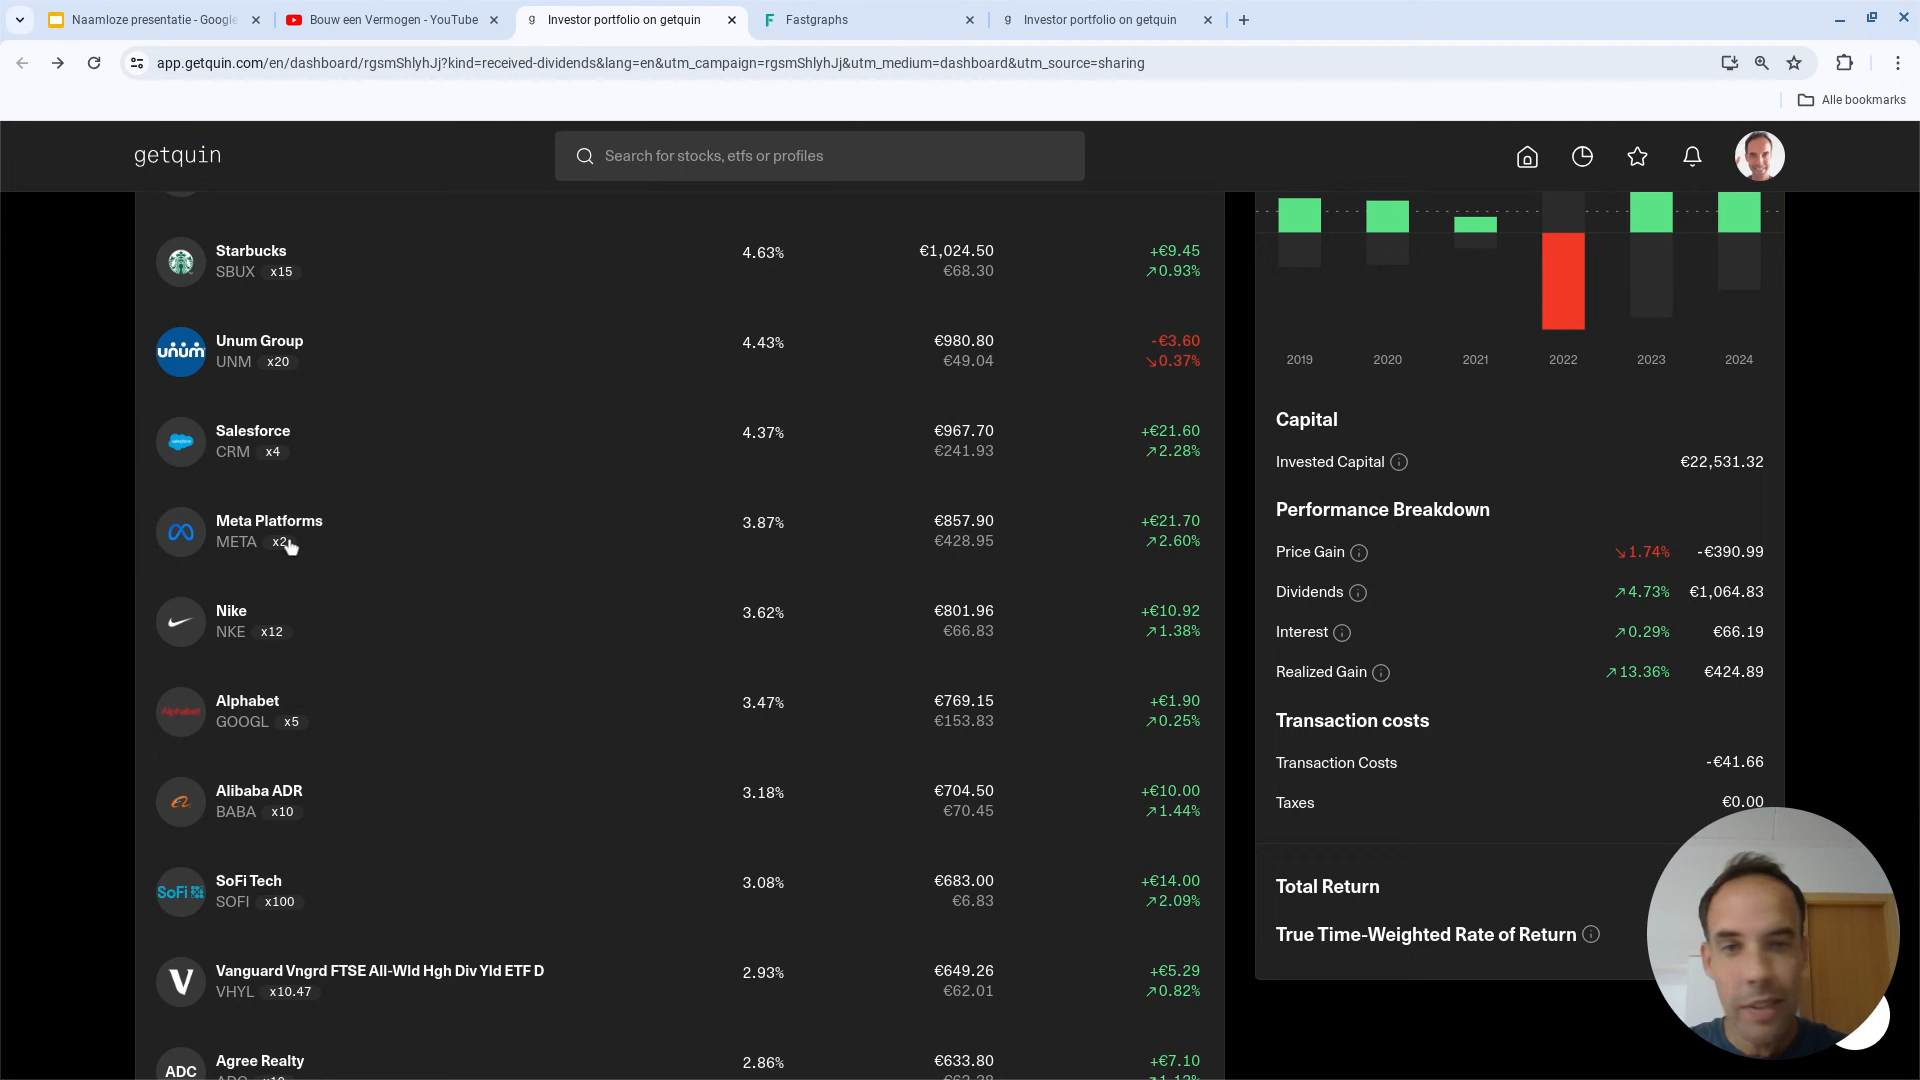 Naamloze presentatie - Google
Bouw een Vermogen - YouTube
Investor portfolio on getquin
Fastgraphs
Investor portfolio on getquin
app.getquin.com/en/dashboard/rgsmShlyhJj?kind=received-dividends&lang=en&utm_campaign=rgsmShlyhJj&utm_medium=dashboard&utm_source=sharing
Alle bookmarks
getquin
Search for stocks, etfs or profiles
Starbucks
SBUX x15
4.63%
€1,024.50
€68.30
+€9.45
↗0.93%
unum
Unum Group
UNM x20
4.43%
€980.80
€49.04
-€3.60
↘0.37%
salesforce
Salesforce
CRM x4
4.37%
€967.70
€241.93
+€21.60
↗2.28%
Meta Platforms
META x2
3.87%
€857.90
€428.95
+€21.70
↗2.60%
Nike
NKE x12
3.62%
€801.96
€66.83
+€10.92
↗1.38%
Alphabet
Alphabet
GOOGL x5
3.47%
€769.15
€153.83
+€1.90
↗0.25%
Alibaba ADR
BABA x10
3.18%
€704.50
€70.45
+€10.00
↗1.44%
SoFi
SoFi Tech
SOFI x100
3.08%
€683.00
€6.83
+€14.00
↗2.09%
V
Vanguard Vngrd FTSE All-Wld Hgh Div Yld ETF D
VHYL x10.47
2.93%
€649.26
€62.01
+€5.29
↗0.82%
ADC
Agree Realty
2.86%
€633.80
+€7.10
2019 2020 2021 2022 2023 2024
Capital
Invested Capital €22,531.32
Performance Breakdown
Price Gain ↘1.74% -€390.99
Dividends ↗4.73% €1,064.83
Interest ↗0.29% €66.19
Realized Gain ↗13.36% €424.89
Transaction costs
Transaction Costs -€41.66
Taxes €0.00
Total Return
True Time-Weighted Rate of Return